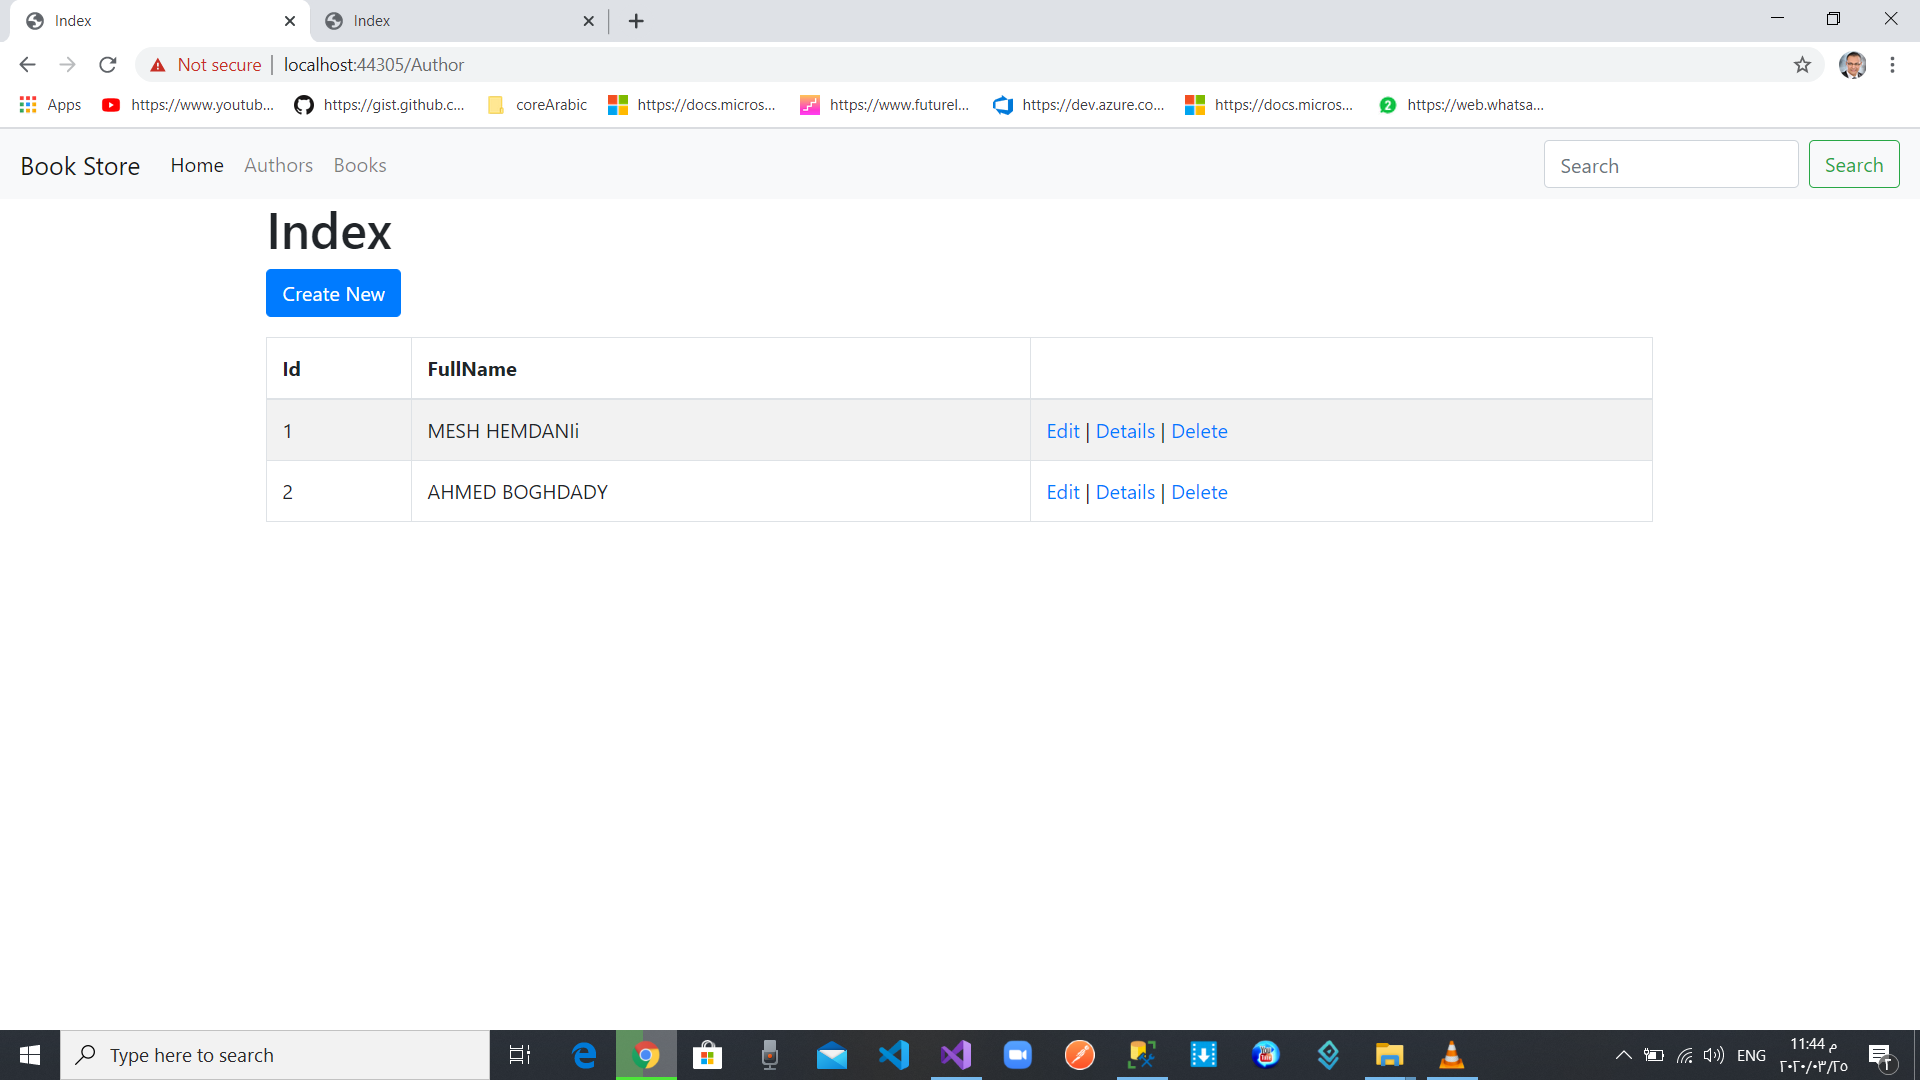 Index
Index
Not secure
localhost:44305/Author
Apps
https://www.youtub...
https://gist.github.c...
coreArabic
https://docs.micros...
https://www.futurel...
https://dev.azure.co...
https://docs.micros...
2
https://web.whatsa...
Book Store
Home
Authors
Books
Search
Search
Index
Create New
Id
FullName
1
MESH HEMDANIi
Edit | Details | Delete
2
AHMED BOGHDADY
Edit | Details | Delete
Type here to search
ENG
11:44 م
٢٠٢٠/٠٣/٢٥
٢